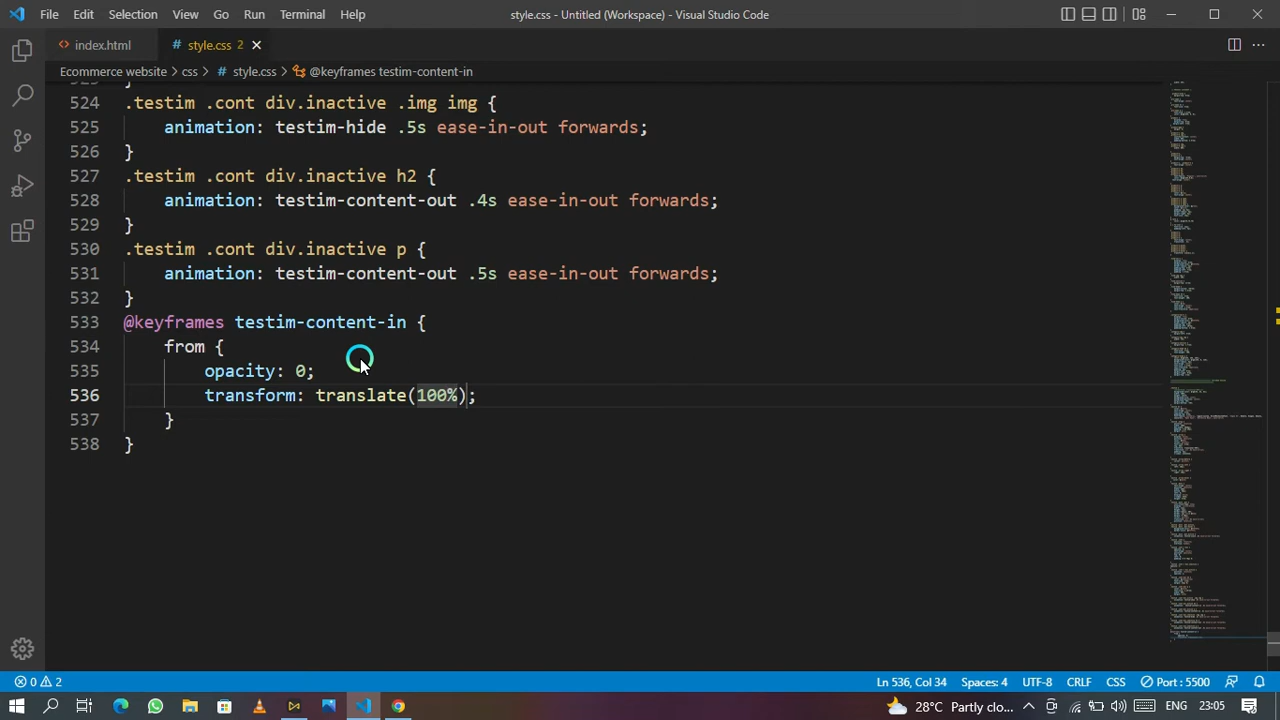 File Edit Selection View Go Run Terminal Help
style.css - Untitled (Workspace) - Visual Studio Code
index.html
# style.css 2
Ecommerce website > css > # style.css > @keyframes testim-content-in
524 .testim .cont div.inactive .img img {
525 animation: testim-hide .5s ease-in-out forwards;
526 }
527 .testim .cont div.inactive h2 {
528 animation: testim-content-out .4s ease-in-out forwards;
529 }
530 .testim .cont div.inactive p {
531 animation: testim-content-out .5s ease-in-out forwards;
532 }
533 @keyframes testim-content-in {
534 from {
535 opacity: 0;
536 transform: translate(100%);
537 }
538 }
0 2 Ln 536, Col 34 Spaces: 4 UTF-8 CRLF CSS Port : 5500
28°C Partly clo... ENG 23:05